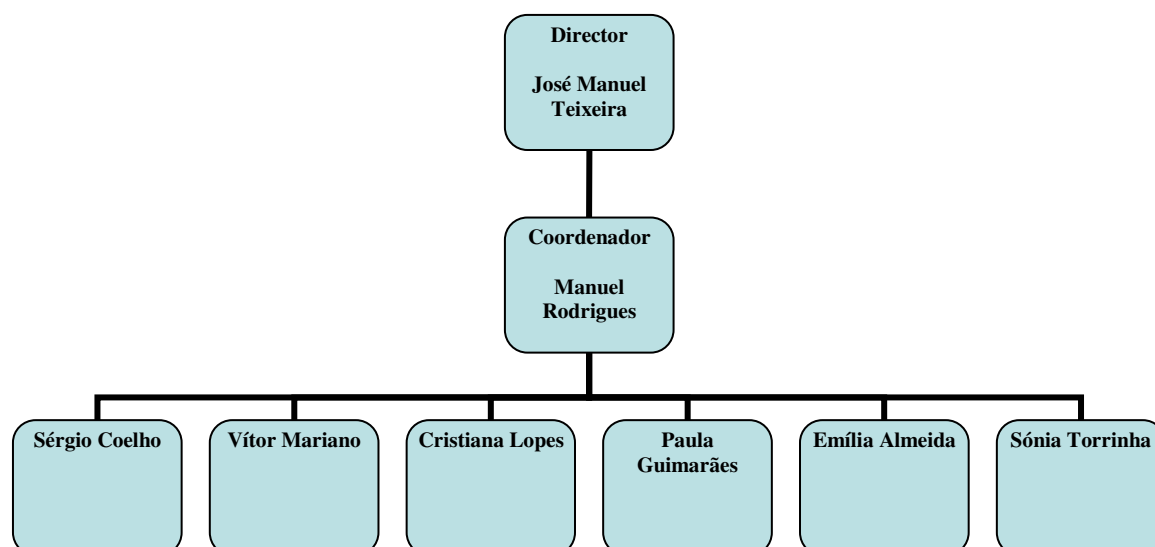 Director
José Manuel
Teixeira
Coordenador
Manuel
Rodrigues
Sérgio Coelho
Vítor Mariano
Cristiana Lopes
Paula
Guimarães
Emília Almeida
Sónia Torrinha